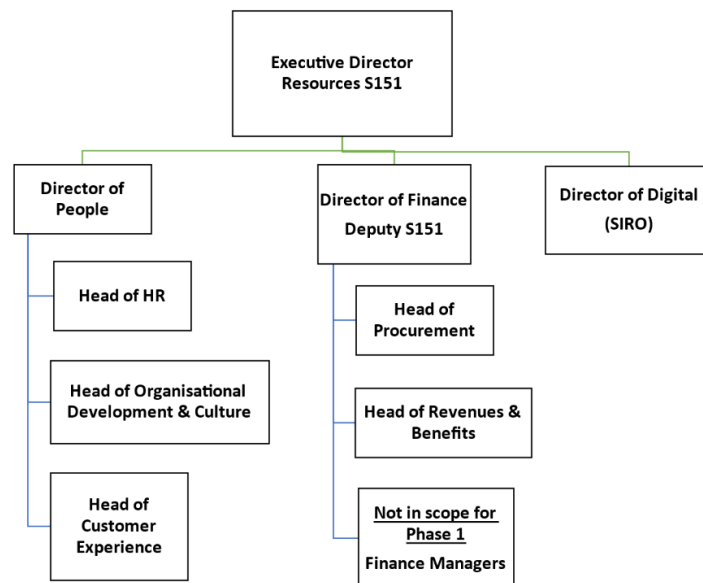 Executive Director
Resources S151
Director of
People
Director of Finance
Deputy S151
Director of Digital
(SIRO)
Head of HR
Head of
Procurement
Head of Organisational
Development & Culture
Head of Revenues &
Benefits
Head of
Customer
Experience
Not in scope for
Phase 1
Finance Managers